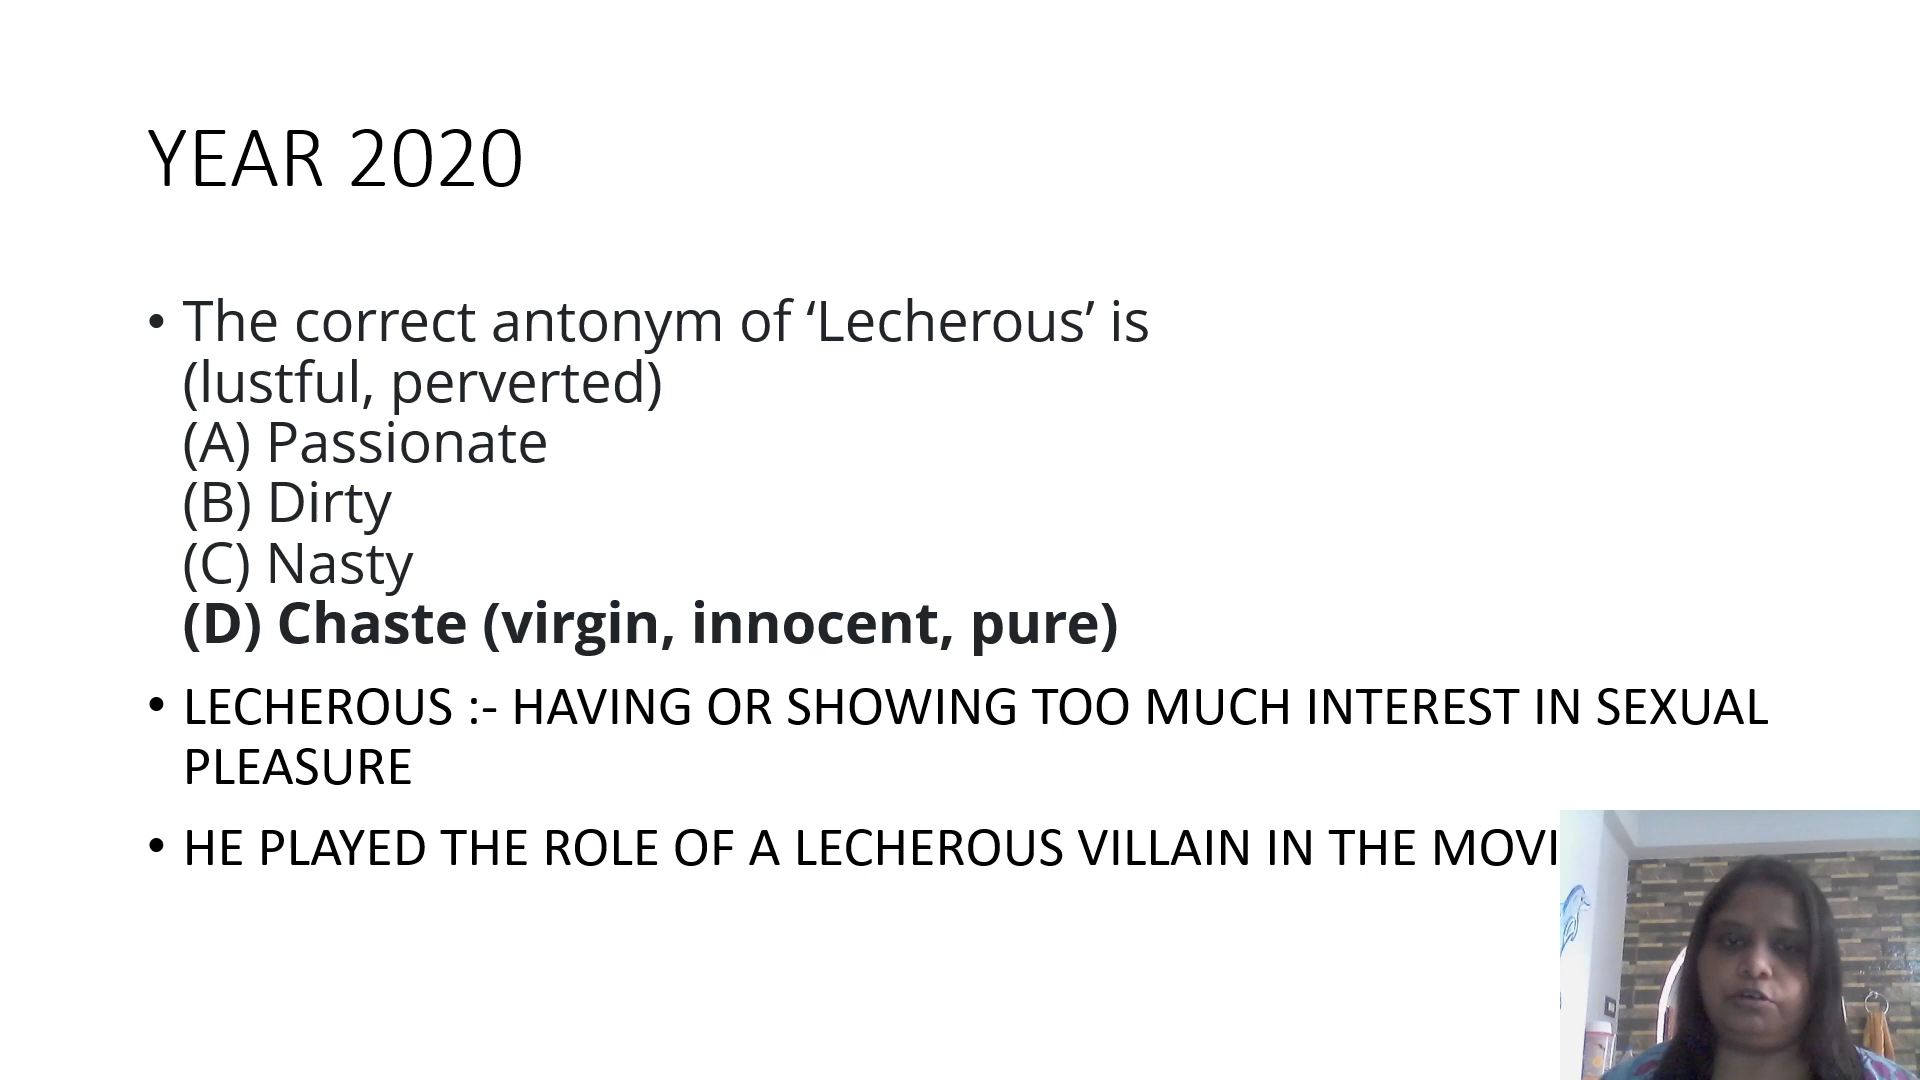 YEAR 2020
• The correct antonym of ‘Lecherous’ is
(lustful, perverted)
(A) Passionate
(B) Dirty
(C) Nasty
(D) Chaste (virgin, innocent, pure)
• LECHEROUS :- HAVING OR SHOWING TOO MUCH INTEREST IN SEXUAL
PLEASURE
• HE PLAYED THE ROLE OF A LECHEROUS VILLAIN IN THE